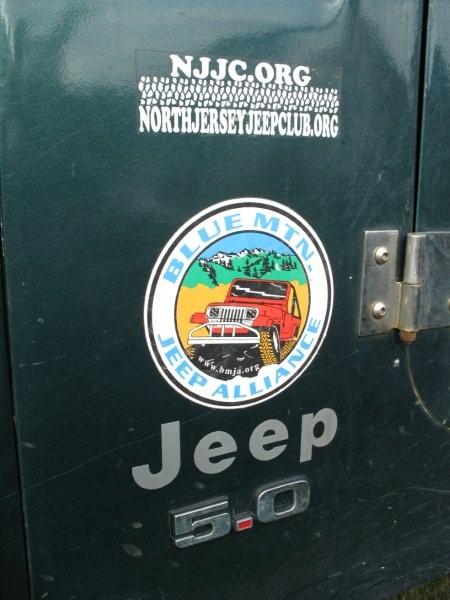 NJJC.ORG
NORTHJERSEYJEEPCLUB.ORG
BLUE MTN.
www.bmja.org
JEEP ALLIANCE
Jeep
5.0